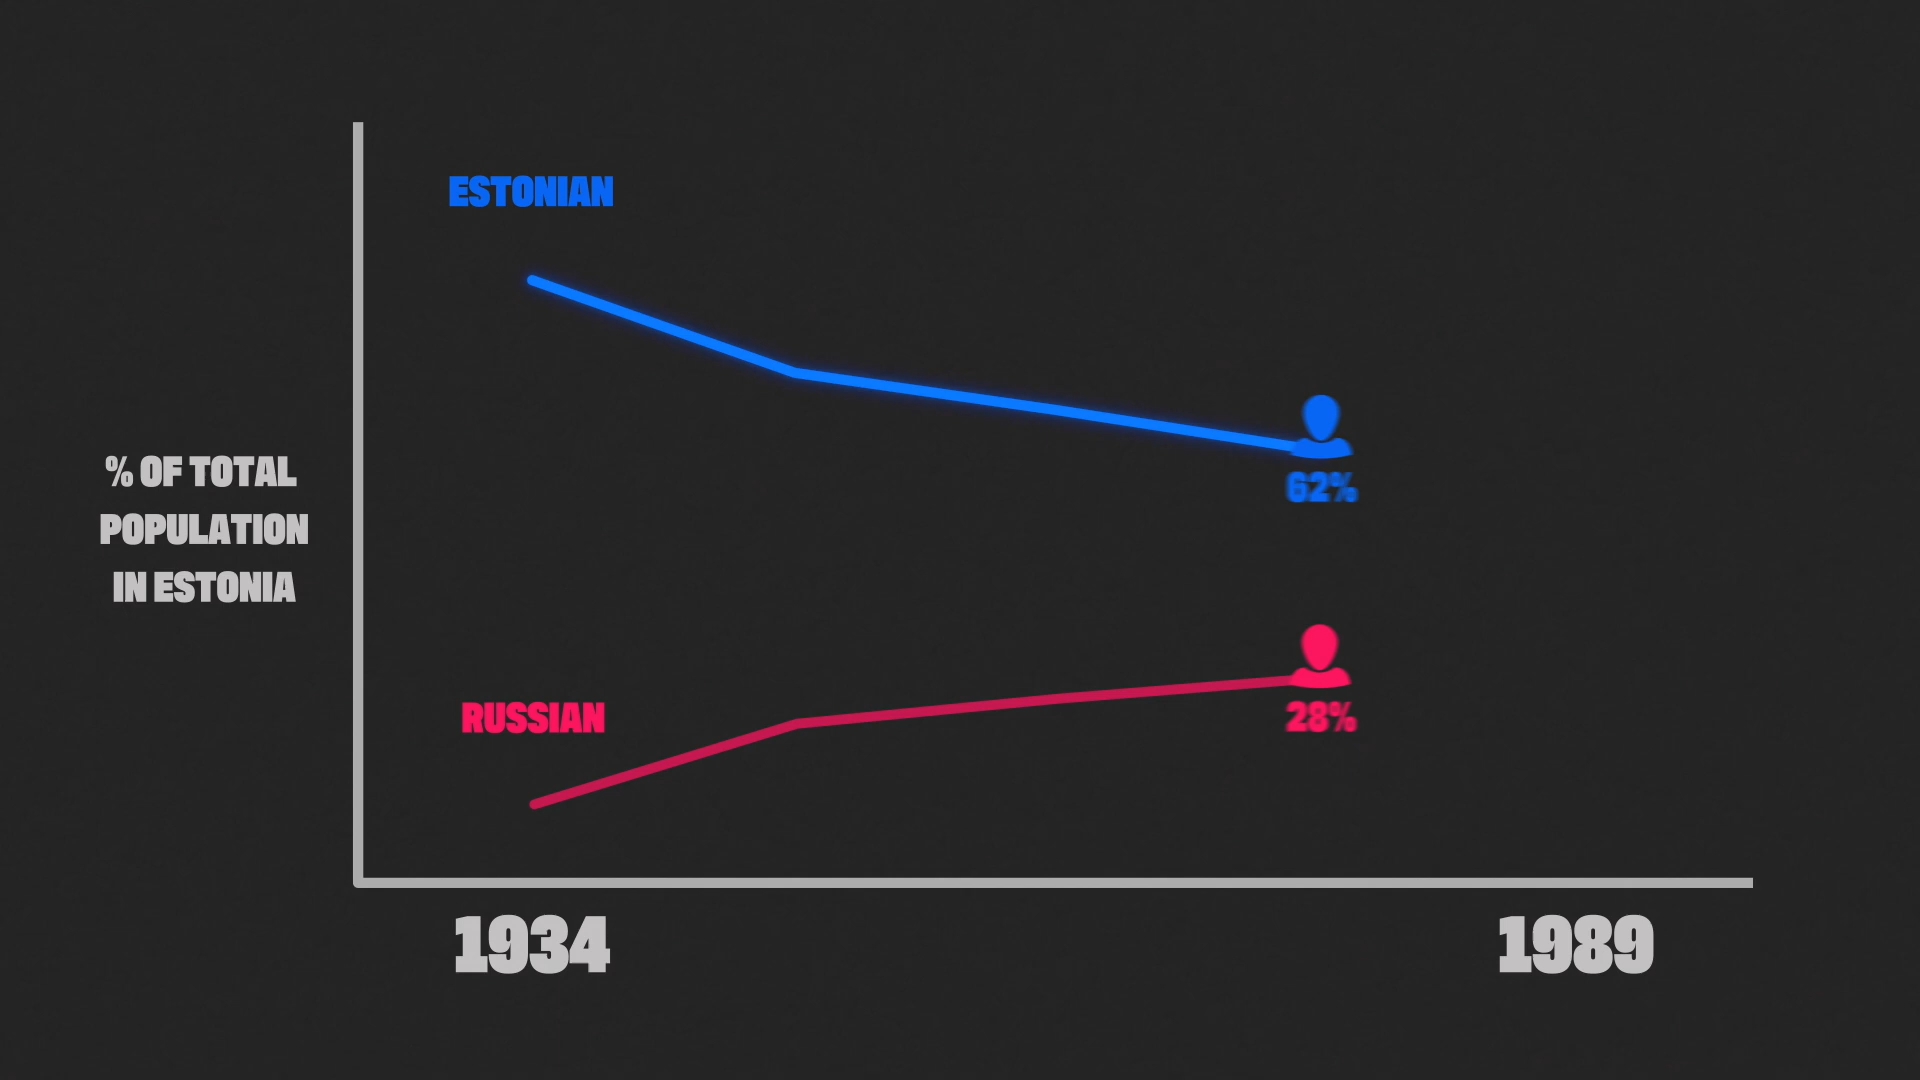 ESTONIAN
% OF TOTAL
POPULATION
IN ESTONIA
62%
RUSSIAN
28%
1934
1989